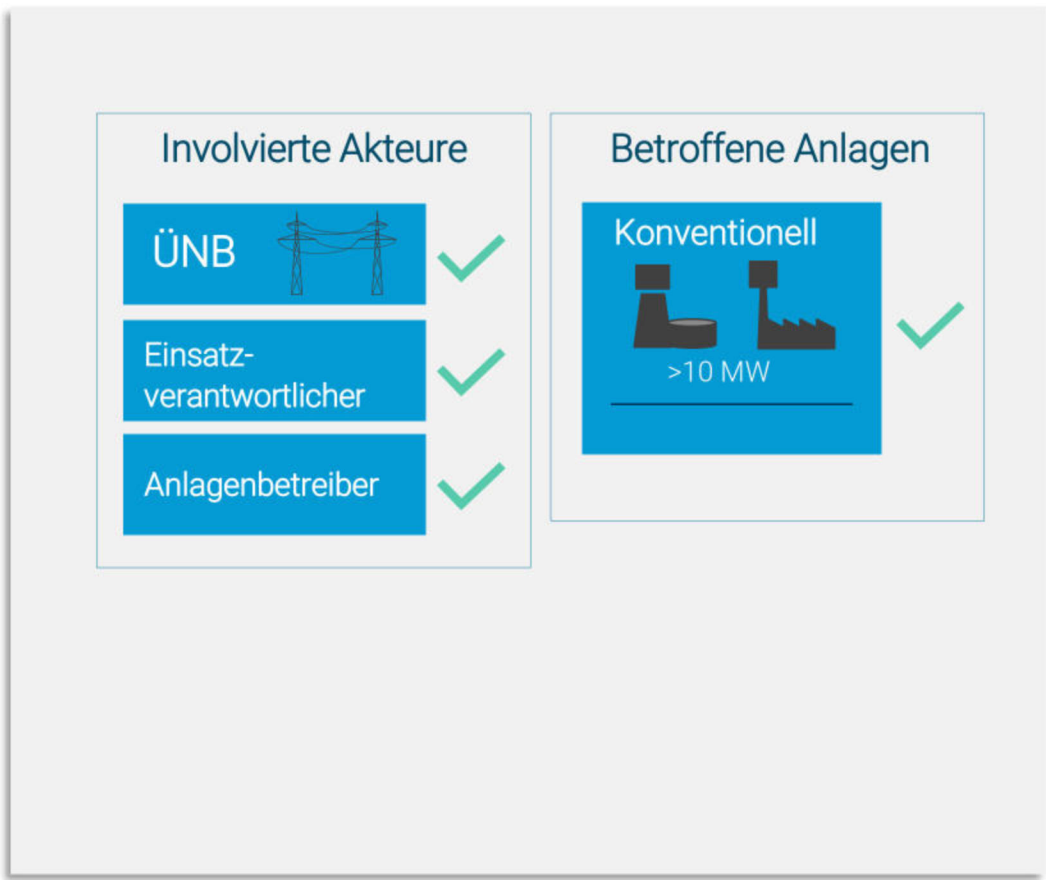 Involvierte Akteure
ÜNB
Einsatz-
verantwortlicher
Anlagenbetreiber
Betroffene Anlagen
Konventionell
>10 MW